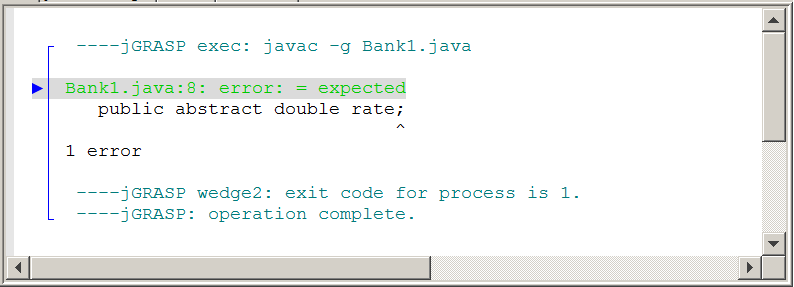 ----jGRASP exec: javac -g Bank1.java
Bank1.java:8: error: = expected
public abstract double rate;
^
1 error
----jGRASP wedge2: exit code for process is 1.
----jGRASP: operation complete.